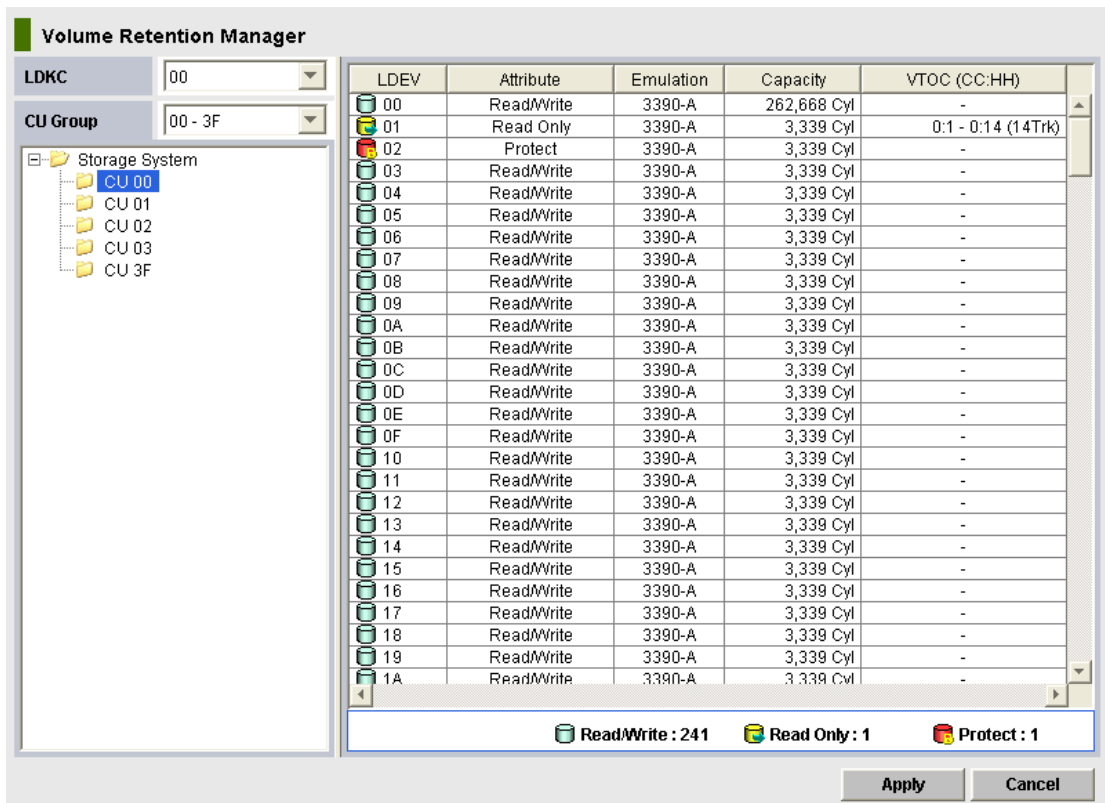 Volume Retention Manager
LDKC 00
CU Group 00 - 3F
Storage System
CU 00
CU 01
CU 02
CU 03
CU 3F
LDEV Attribute Emulation Capacity VTOC (CC:HH)
00 Read/Write 3390-A 262,668 Cyl -
01 Read Only 3390-A 3,339 Cyl 0:1 - 0:14 (14Trk)
02 Protect 3390-A 3,339 Cyl -
03 Read/Write 3390-A 3,339 Cyl -
04 Read/Write 3390-A 3,339 Cyl -
05 Read/Write 3390-A 3,339 Cyl -
06 Read/Write 3390-A 3,339 Cyl -
07 Read/Write 3390-A 3,339 Cyl -
08 Read/Write 3390-A 3,339 Cyl -
09 Read/Write 3390-A 3,339 Cyl -
0A Read/Write 3390-A 3,339 Cyl -
0B Read/Write 3390-A 3,339 Cyl -
0C Read/Write 3390-A 3,339 Cyl -
0D Read/Write 3390-A 3,339 Cyl -
0E Read/Write 3390-A 3,339 Cyl -
0F Read/Write 3390-A 3,339 Cyl -
10 Read/Write 3390-A 3,339 Cyl -
11 Read/Write 3390-A 3,339 Cyl -
12 Read/Write 3390-A 3,339 Cyl -
13 Read/Write 3390-A 3,339 Cyl -
14 Read/Write 3390-A 3,339 Cyl -
15 Read/Write 3390-A 3,339 Cyl -
16 Read/Write 3390-A 3,339 Cyl -
17 Read/Write 3390-A 3,339 Cyl -
18 Read/Write 3390-A 3,339 Cyl -
19 Read/Write 3390-A 3,339 Cyl -
1A Read/Write 3390-A 3,339 Cyl -
Read/Write : 241 Read Only : 1 Protect : 1
Apply Cancel